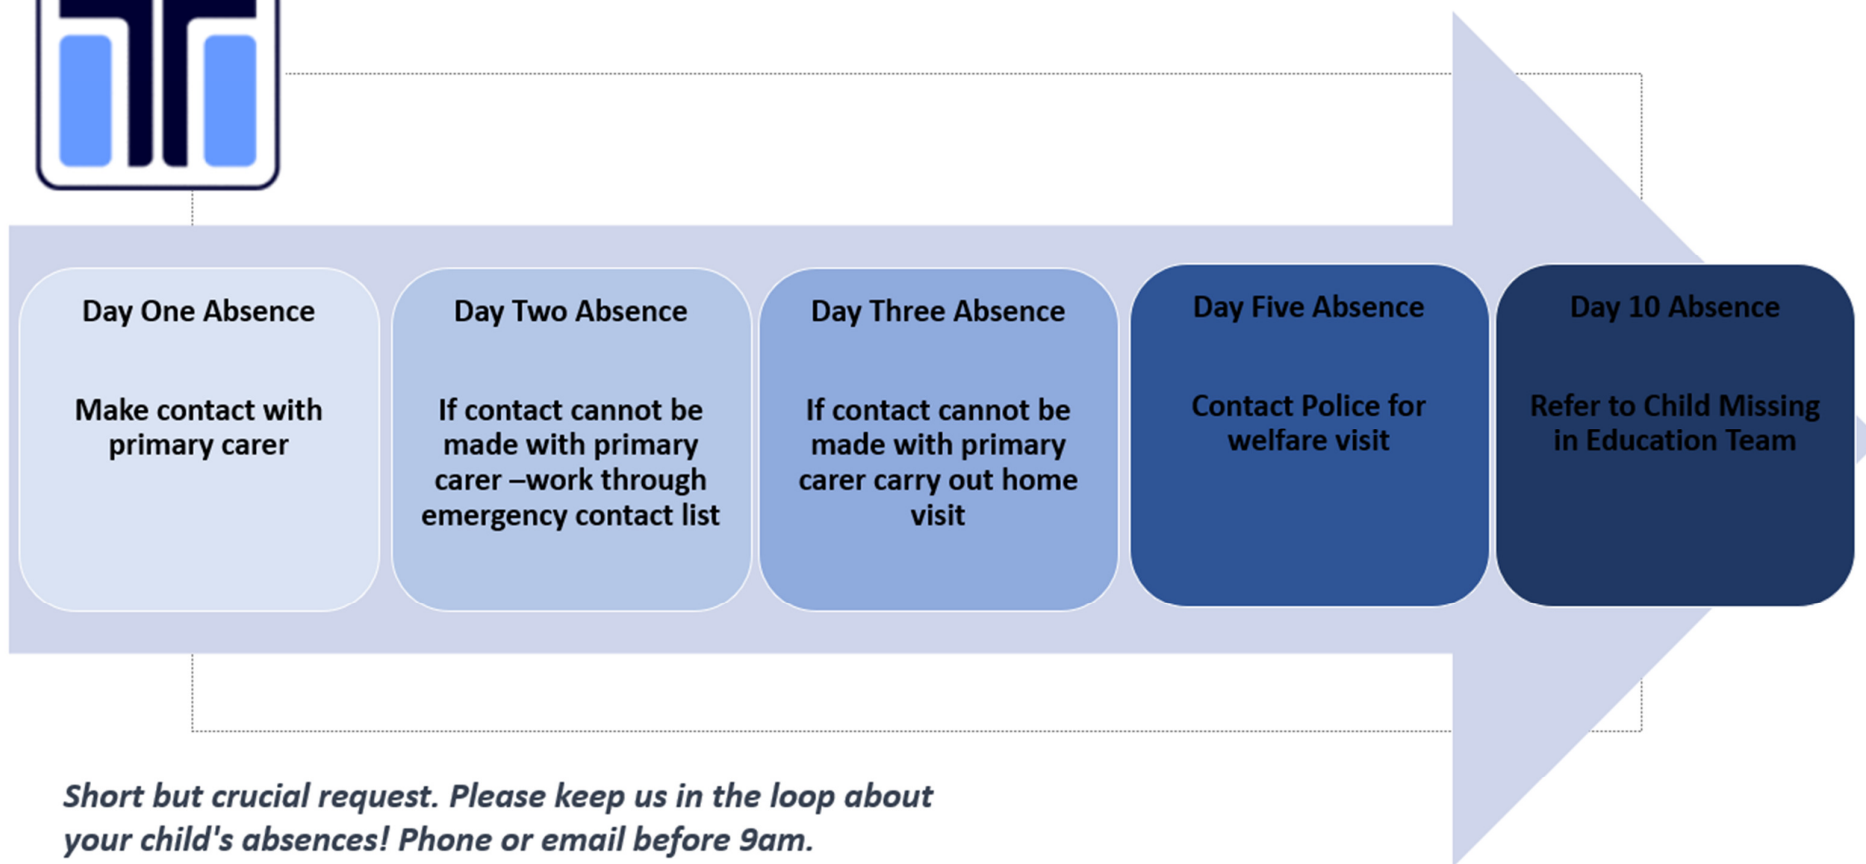 Day One Absence
Make contact with
primary carer
Day Two Absence
If contact cannot be
made with primary
carer –work through
emergency contact list
Day Three Absence
If contact cannot be
made with primary
carer carry out home
visit
Day Five Absence
Contact Police for
welfare visit
Day 10 Absence
Refer to Child Missing
in Education Team
Short but crucial request. Please keep us in the loop about
your child's absences! Phone or email before 9am.